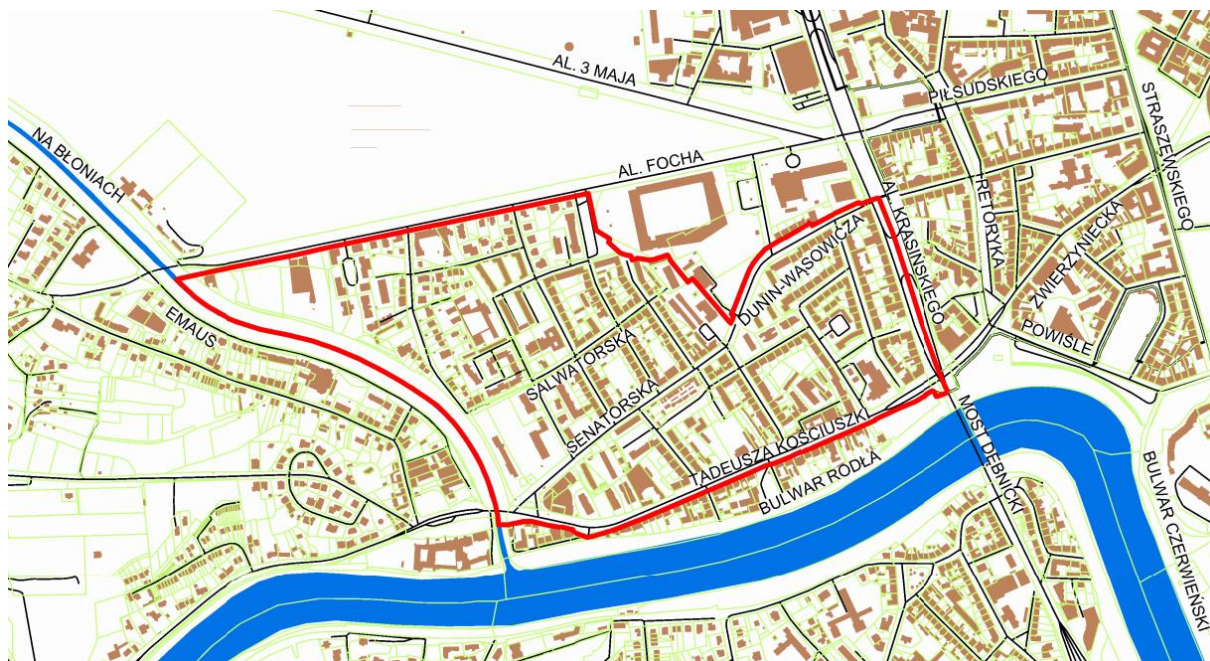 AL. 3 MAJA
PIŁSUDSKIEGO
STRASZEWSKIEGO
NA BŁONIACH
AL. FOCHA
AL. KRASIŃSKIEGO
RETORYKA
ZWIERZYNIECKA
DUNIN-WĄSOWICZA
EMAUS
SALWATORSKA
POWIŚLE
SENATORSKA
TADEUSZA KOŚCIUSZKI
MOST DĘBNICKI
BULWAR RODŁA
BULWAR CZERWIEŃSKI